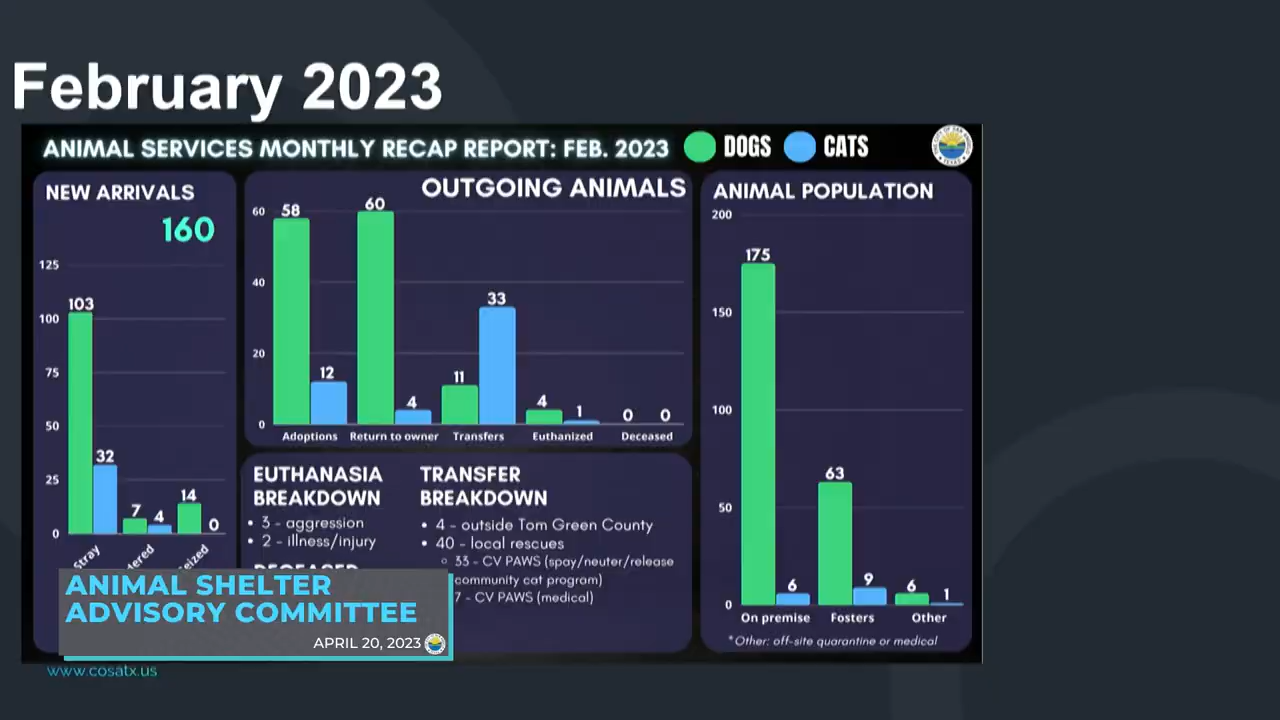 February 2023
ANIMAL SERVICES MONTHLY RECAP REPORT: FEB. 2023
DOGS
CATS
NEW ARRIVALS
160
125
100
75
50
25
0
103
32
7
4
14
0
OUTGOING ANIMALS
60
40
20
0
58
12
60
4
11
33
4
1
0
0
Adoptions
Return to owner
Transfers
Euthanized
Deceased
EUTHANASIA
BREAKDOWN
• 3 - aggression
• 2 - illness/injury
TRANSFER
BREAKDOWN
• 4 - outside Tom Green County
• 40 - local rescues
33 - CV PAWS (spay/neuter/release
community cat program)
7 - CV PAWS (medical)
ANIMAL POPULATION
200
150
100
50
0
175
6
63
9
6
1
On premise
Fosters
Other
*Other: off-site quarantine or medical
ANIMAL SHELTER
ADVISORY COMMITTEE
APRIL 20, 2023
www.cosatx.us